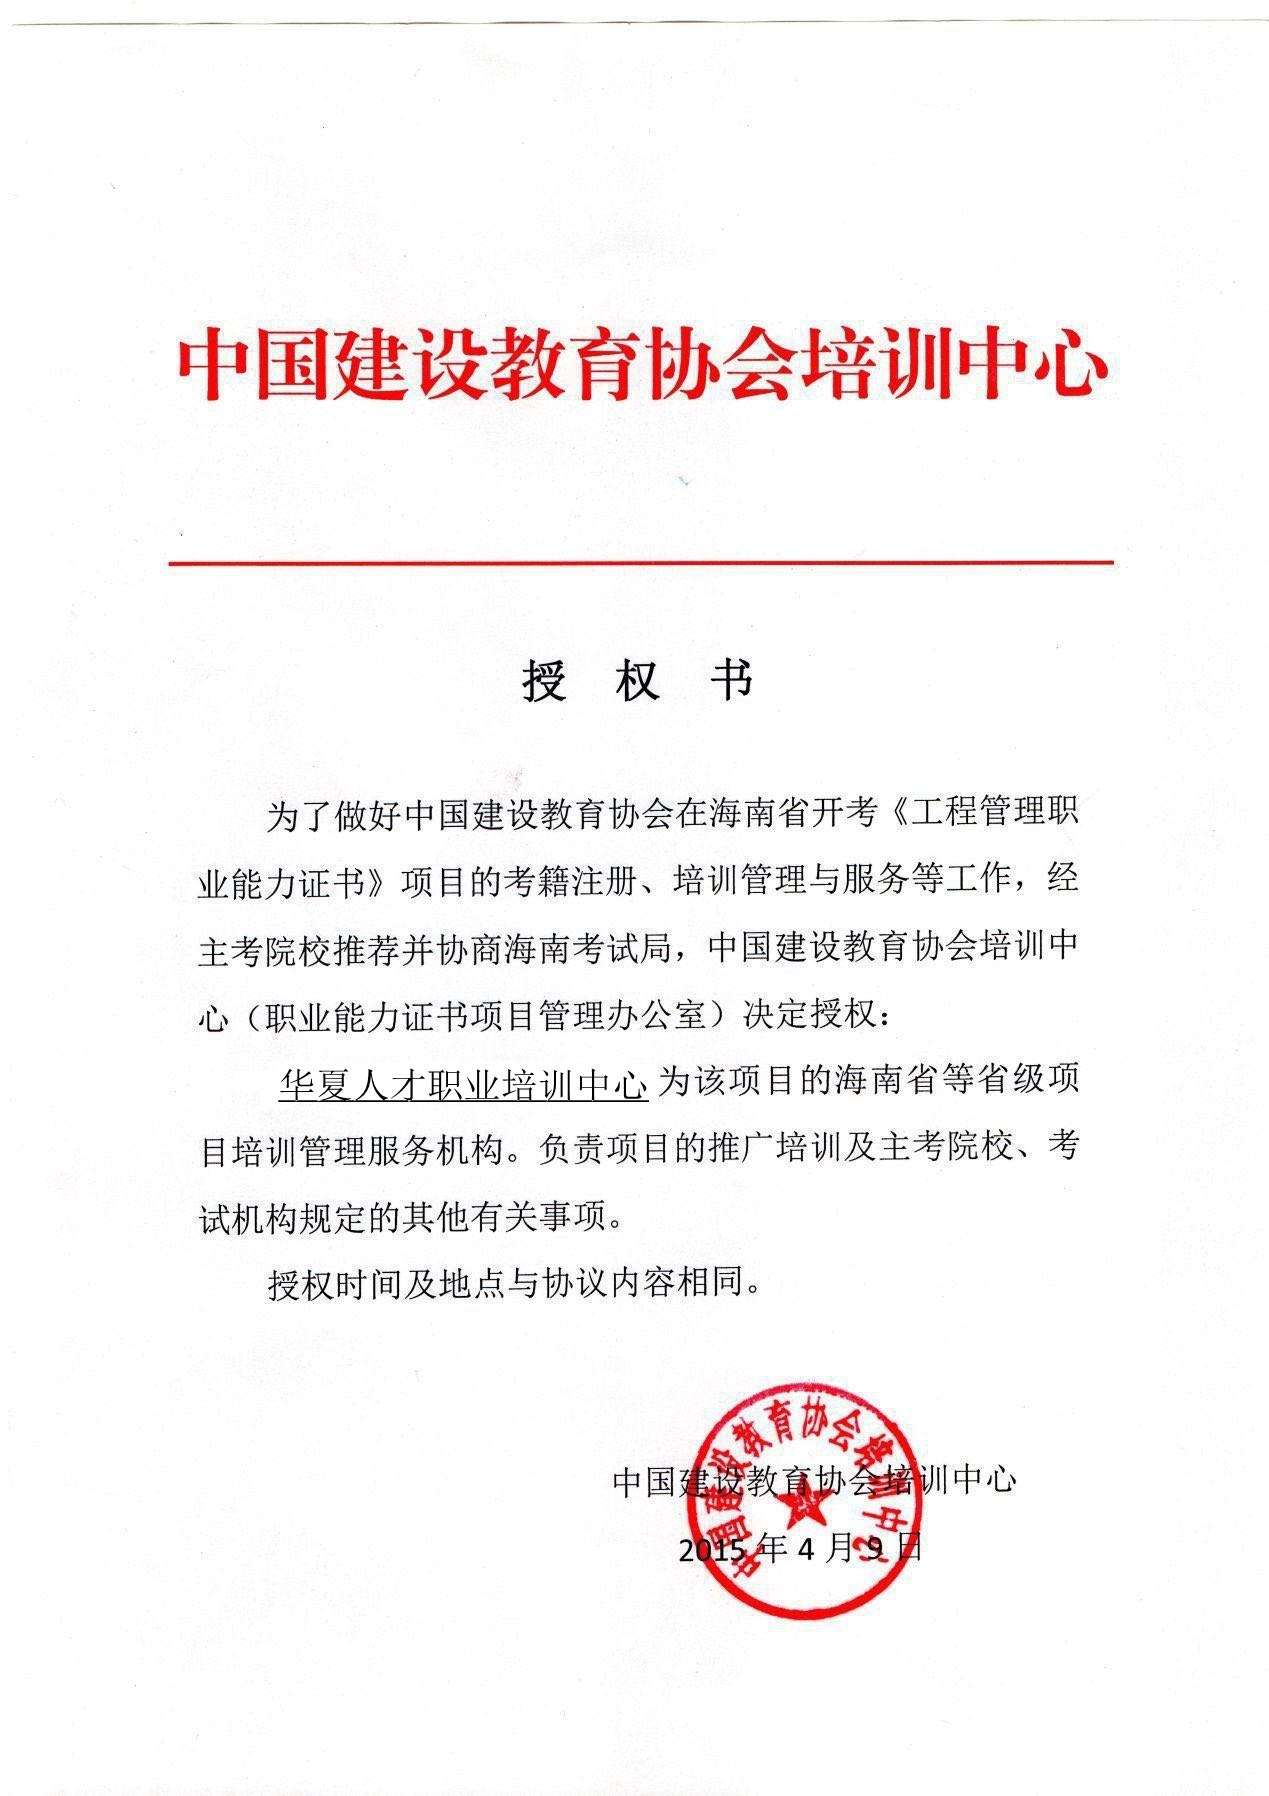 中国建设教育协会培训中心
授 权 书
为了做好中国建设教育协会在海南省开考《工程管理职
业能力证书》项目的考籍注册、培训管理与服务等工作，经
主考院校推荐并协商海南考试局，中国建设教育协会培训中
心（职业能力证书项目管理办公室）决定授权：
华夏人才职业培训中心 为该项目的海南省等省级项
目培训管理服务机构。负责项目的推广培训及主考院校、考
试机构规定的其他有关事项。
授权时间及地点与协议内容相同。
中国建设教育协会培训中心
中国建设教育协会培训中心
2015 年 4 月 9 日